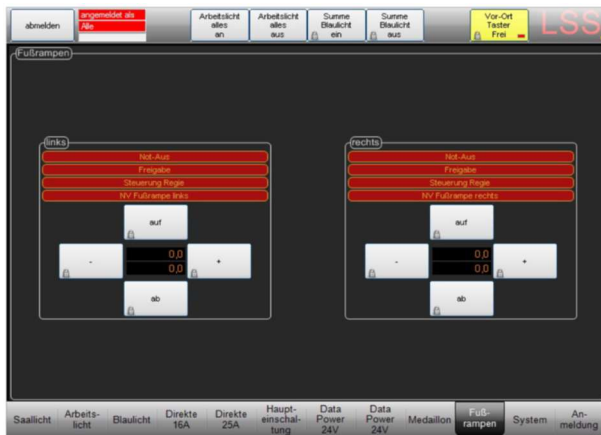 abmelden
angemeldet als
Alle
Arbeitslicht
alles
an
Arbeitslicht
alles
aus
Summe
Blaulicht
ein
Summe
Blaulicht
aus
Vor-Ort
Taster
Frei
LSS
Fußrampen
links
Not-Aus
Freigabe
Steuerung Regie
NV Fußrampe links
auf
-
0,0
0,0
+
ab
rechts
Not-Aus
Freigabe
Steuerung Regie
NV Fußrampe rechts
auf
-
0,0
0,0
+
ab
Saallicht
Arbeits-
licht
Blaulicht
Direkte
16A
Direkte
25A
Haupt-
einschal-
tung
Data
Power
24V
Data
Power
24V
Medaillon
Fuß-
rampen
System
An-
meldung